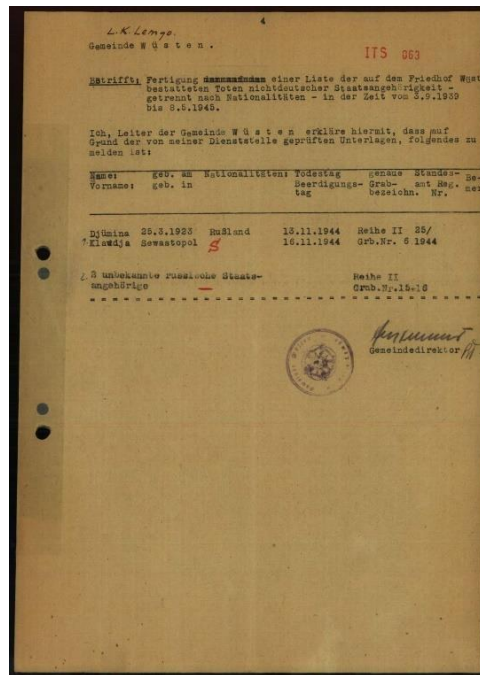 4
L.K. Lemgo.
Gemeinde W ü s t e n .
ITS 063
Betrifft: Fertigung einer Liste der auf dem Friedhof Wüst
bestatteten Toten nichtdeutscher Staatsangehörigkeit -
getrennt nach Nationalitäten - in der Zeit vom 3.9.1939
bis 8.5.1945.
Ich, Leiter der Gemeinde W ü s t e n erkläre hiermit, dass auf
Grund der von meiner Dienststelle geprüften Unterlagen, folgendes zu
melden ist:
Name: geb. am Nationalitäten: Todestag genaue Standes- Be-
Vorname: geb. in Beerdigungs- Grab- amt Reg.
tag bezeichn. Nr.
Djümina 25.3.1923 Rußland 13.11.1944 Reihe II 25/
1. Klawdja Sewastopol S 16.11.1944 Grb.Nr. 6 1944
2. 2 unbekannte russische Staats- Reihe II
angehörige Grab.Nr.15+16
Gemeindedirektor